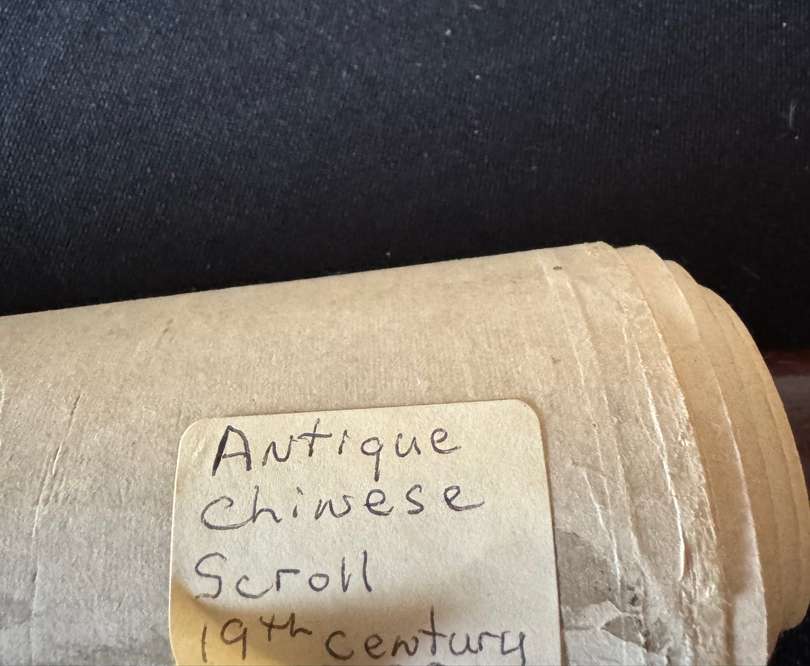 Antique
Chinese
Scroll
19th century